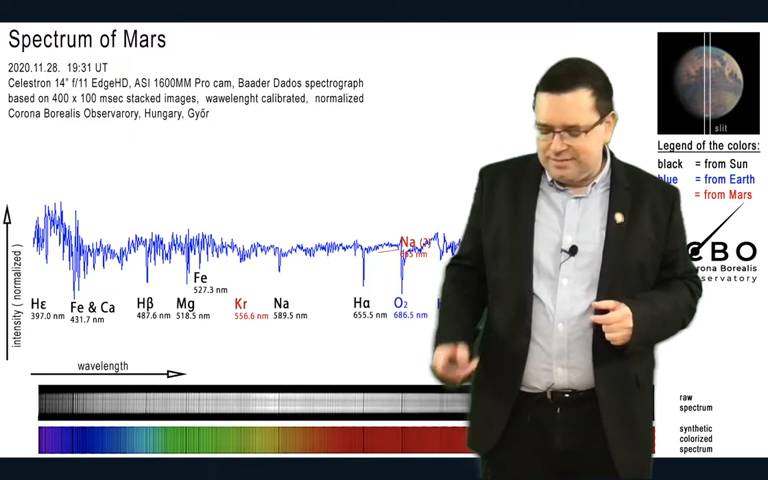 Spectrum of Mars
2020.11.28. 19:31 UT
Celestron 14" f/11 EdgeHD, ASI 1600MM Pro cam, Baader Dados spectrograph
based on 400 x 100 msec stacked images, wawelenght calibrated, normalized
Corona Borealis Observarory, Hungary, Győr
slit
Legend of the colors:
black = from Sun
blue = from Earth
= from Mars
CBO
Corona Borealis
Observatory
intensity ( normalized )
Na (?)
Fe
527.3 nm
Hε
397.0 nm
Fe & Ca
431.7 nm
Hβ
487.6 nm
Mg
518.5 nm
Kr
556.6 nm
Na
589.5 nm
Hα
655.5 nm
O₂
686.5 nm
wavelength
raw
spectrum
synthetic
colorized
spectrum